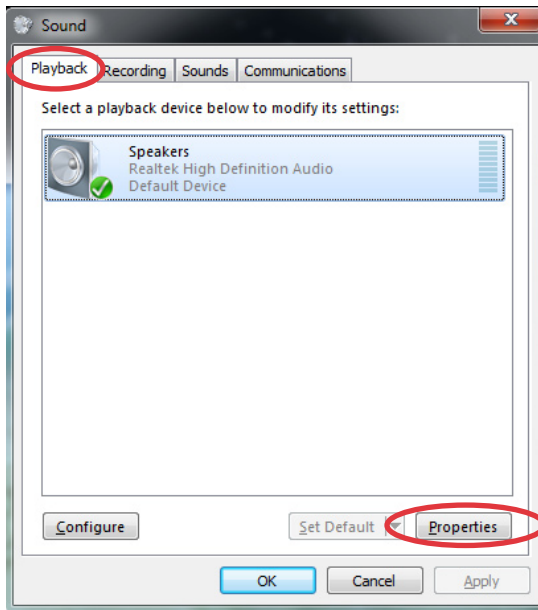 Sound
Playback Recording Sounds Communications
Select a playback device below to modify its settings:
Speakers
Realtek High Definition Audio
Default Device
Configure Set Default Properties
OK Cancel Apply